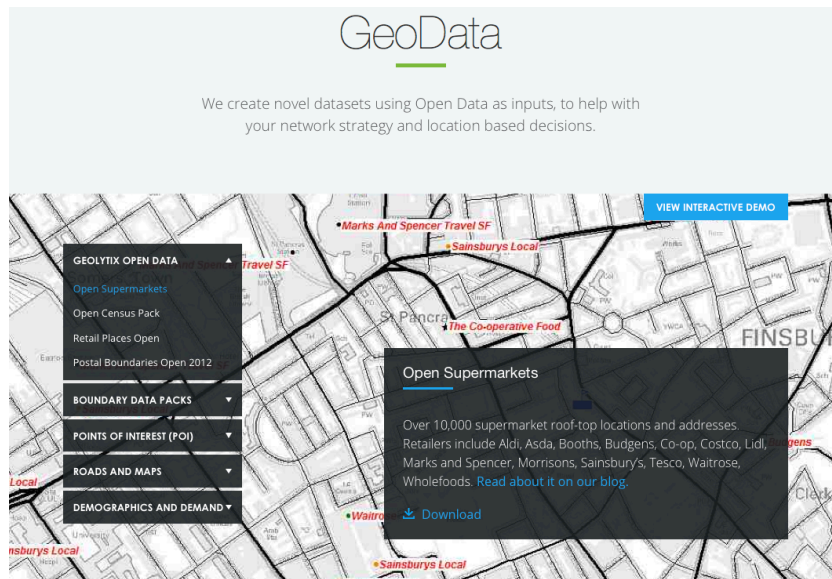 GeoData
We create novel datasets using Open Data as inputs, to help with
your network strategy and location based decisions.
VIEW INTERACTIVE DEMO
Marks And Spencer Travel SF
Sainsburys Local
GEOLYTIX OPEN DATA
Travel SF
Open Supermarkets
Open Census Pack
St Pancra
The Co-operative Food
Retail Places Open
FINSBU
Postal Boundaries Open 2012
Open Supermarkets
BOUNDARY DATA PACKS
Over 10,000 supermarket roof-top locations and addresses.
Retailers include Aldi, Asda, Booths, Budgens, Co-op, Costco, Lidl,
Marks and Spencer, Morrisons, Sainsbury's, Tesco, Waitrose,
Wholefoods. Read about it on our blog.
POINTS OF INTEREST (POI)
ROADS AND MAPS
Local
DEMOGRAPHICS AND DEMAND
Download
Waitro
nsburys Local
Sainsburys Local